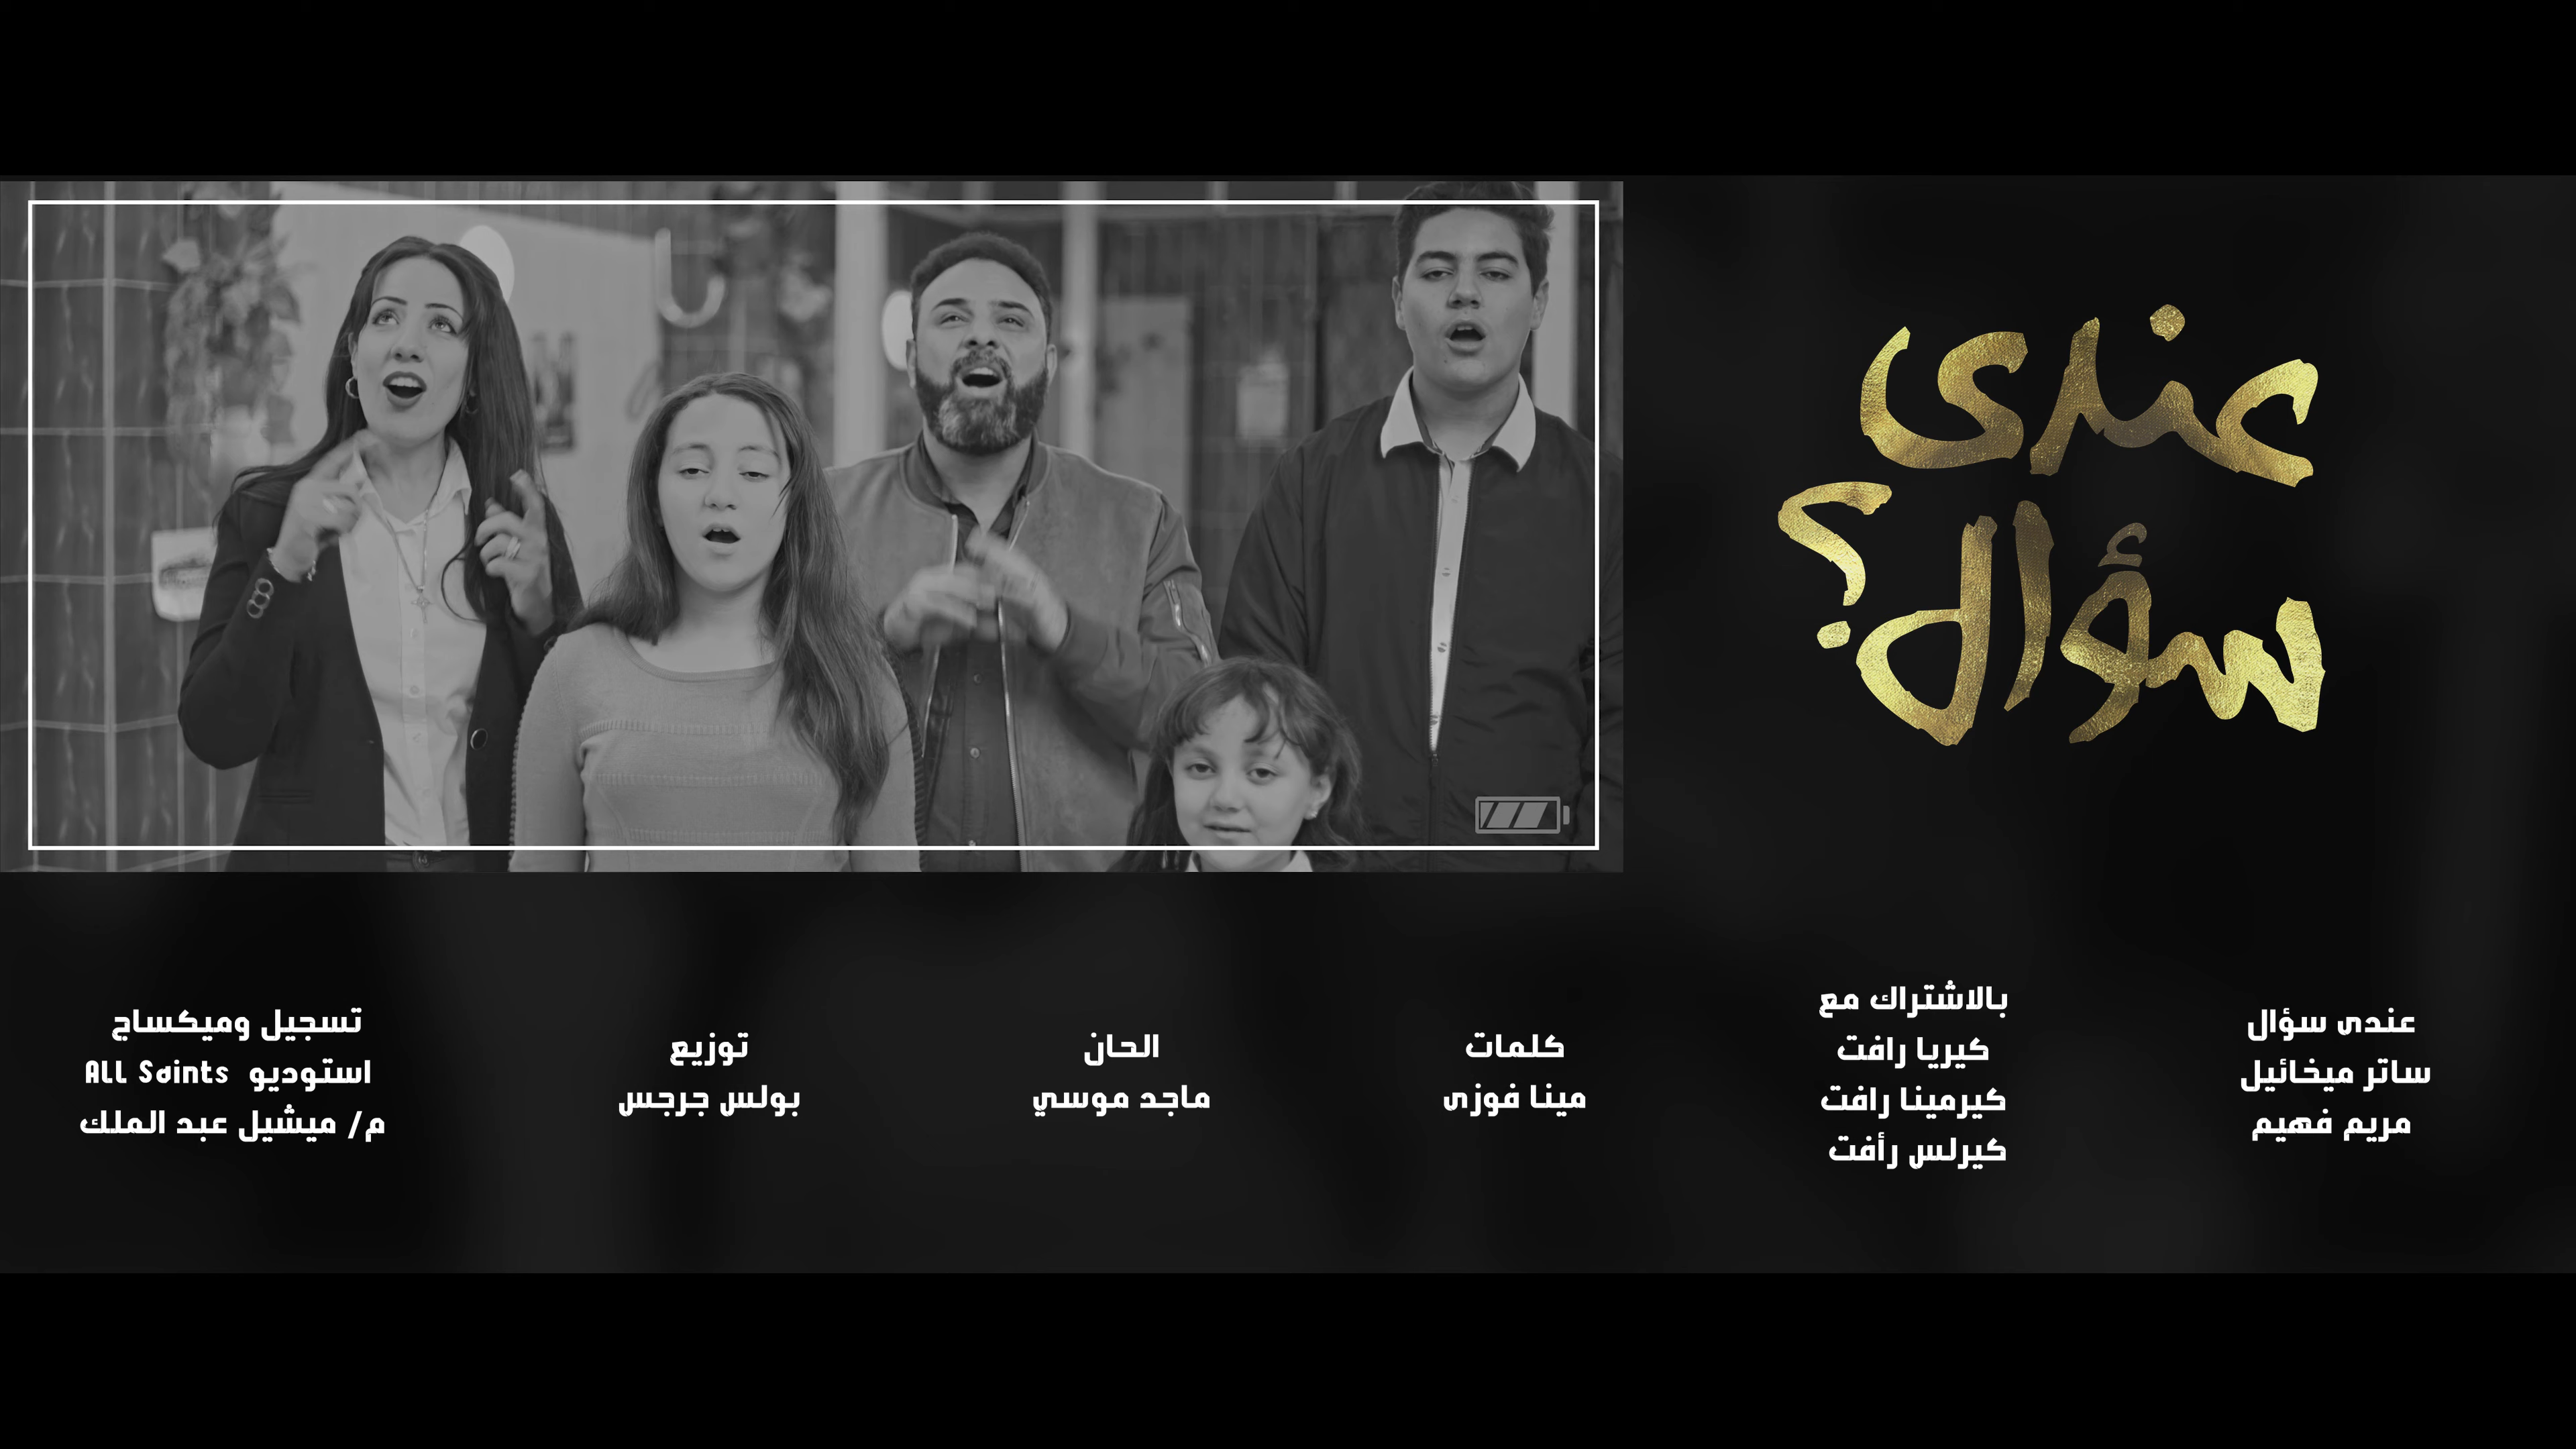 عندى
سؤال؟
عندى سؤال
ساتر ميخائيل
مريم فهيم
بالاشتراك مع
كيريا رافت
كيرمينا رافت
كيرلس رأفت
كلمات
مينا فوزى
الحان
ماجد موسي
توزيع
بولس جرجس
تسجيل وميكساج
استوديو ALL Saints
م/ ميشيل عبد الملك